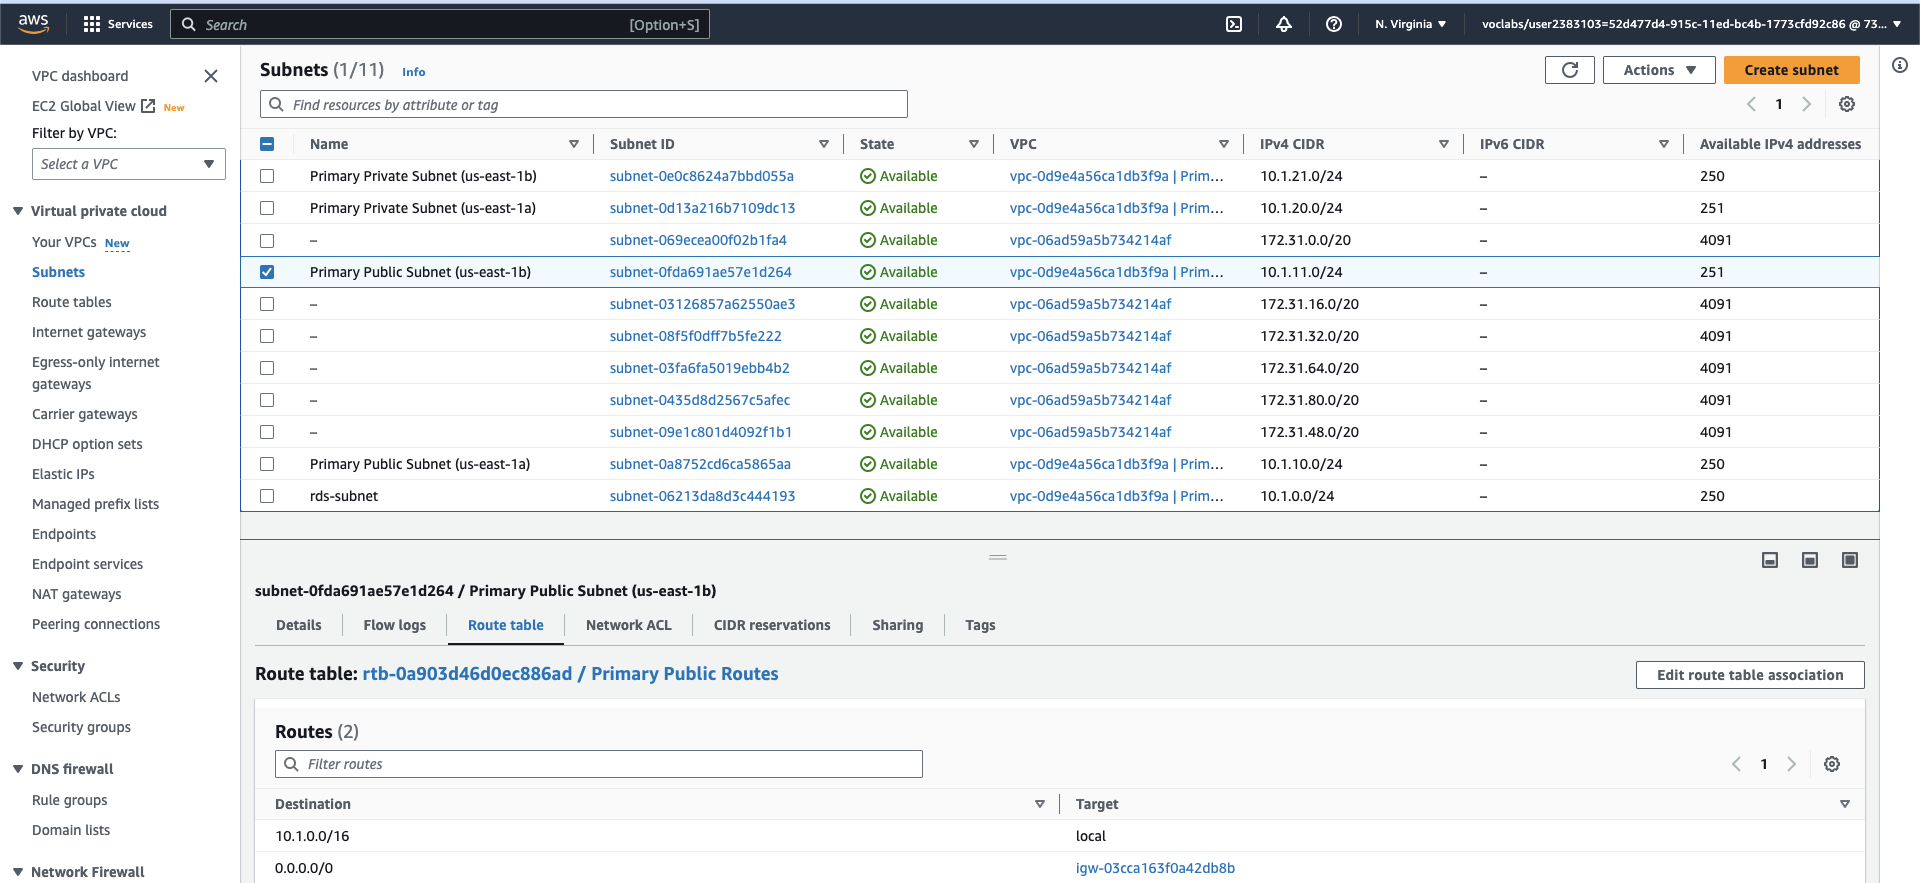 aws Services Search [Option+S] N. Virginia voclabs/user2383103=52d477d4-915c-11ed-bc4b-1773cfd92c86 @ 73...
VPC dashboard
EC2 Global View New
Filter by VPC:
Select a VPC
Virtual private cloud
Your VPCs New
Subnets
Route tables
Internet gateways
Egress-only internet
gateways
Carrier gateways
DHCP option sets
Elastic IPs
Managed prefix lists
Endpoints
Endpoint services
NAT gateways
Peering connections
Security
Network ACLs
Security groups
DNS firewall
Rule groups
Domain lists
Network Firewall
Subnets (1/11) Info
Actions
Create subnet
Find resources by attribute or tag
1
Name Subnet ID State VPC IPv4 CIDR IPv6 CIDR Available IPv4 addresses
Primary Private Subnet (us-east-1b) subnet-0e0c8624a7bbd055a Available vpc-0d9e4a56ca1db3f9a | Prim... 10.1.21.0/24 – 250
Primary Private Subnet (us-east-1a) subnet-0d13a216b7109dc13 Available vpc-0d9e4a56ca1db3f9a | Prim... 10.1.20.0/24 – 251
– subnet-069ecea00f02b1fa4 Available vpc-06ad59a5b734214af 172.31.0.0/20 – 4091
Primary Public Subnet (us-east-1b) subnet-0fda691ae57e1d264 Available vpc-0d9e4a56ca1db3f9a | Prim... 10.1.11.0/24 – 251
– subnet-03126857a62550ae3 Available vpc-06ad59a5b734214af 172.31.16.0/20 – 4091
– subnet-08f5f0dff7b5fe222 Available vpc-06ad59a5b734214af 172.31.32.0/20 – 4091
– subnet-03fa6fa5019ebb4b2 Available vpc-06ad59a5b734214af 172.31.64.0/20 – 4091
– subnet-0435d8d2567c5afec Available vpc-06ad59a5b734214af 172.31.80.0/20 – 4091
– subnet-09e1c801d4092f1b1 Available vpc-06ad59a5b734214af 172.31.48.0/20 – 4091
Primary Public Subnet (us-east-1a) subnet-0a8752cd6ca5865aa Available vpc-0d9e4a56ca1db3f9a | Prim... 10.1.10.0/24 – 250
rds-subnet subnet-06213da8d3c444193 Available vpc-0d9e4a56ca1db3f9a | Prim... 10.1.0.0/24 – 250
subnet-0fda691ae57e1d264 / Primary Public Subnet (us-east-1b)
Details Flow logs Route table Network ACL CIDR reservations Sharing Tags
Route table: rtb-0a903d46d0ec886ad / Primary Public Routes
Edit route table association
Routes (2)
Filter routes
1
Destination Target
10.1.0.0/16 local
0.0.0.0/0 igw-03cca163f0a42db8b